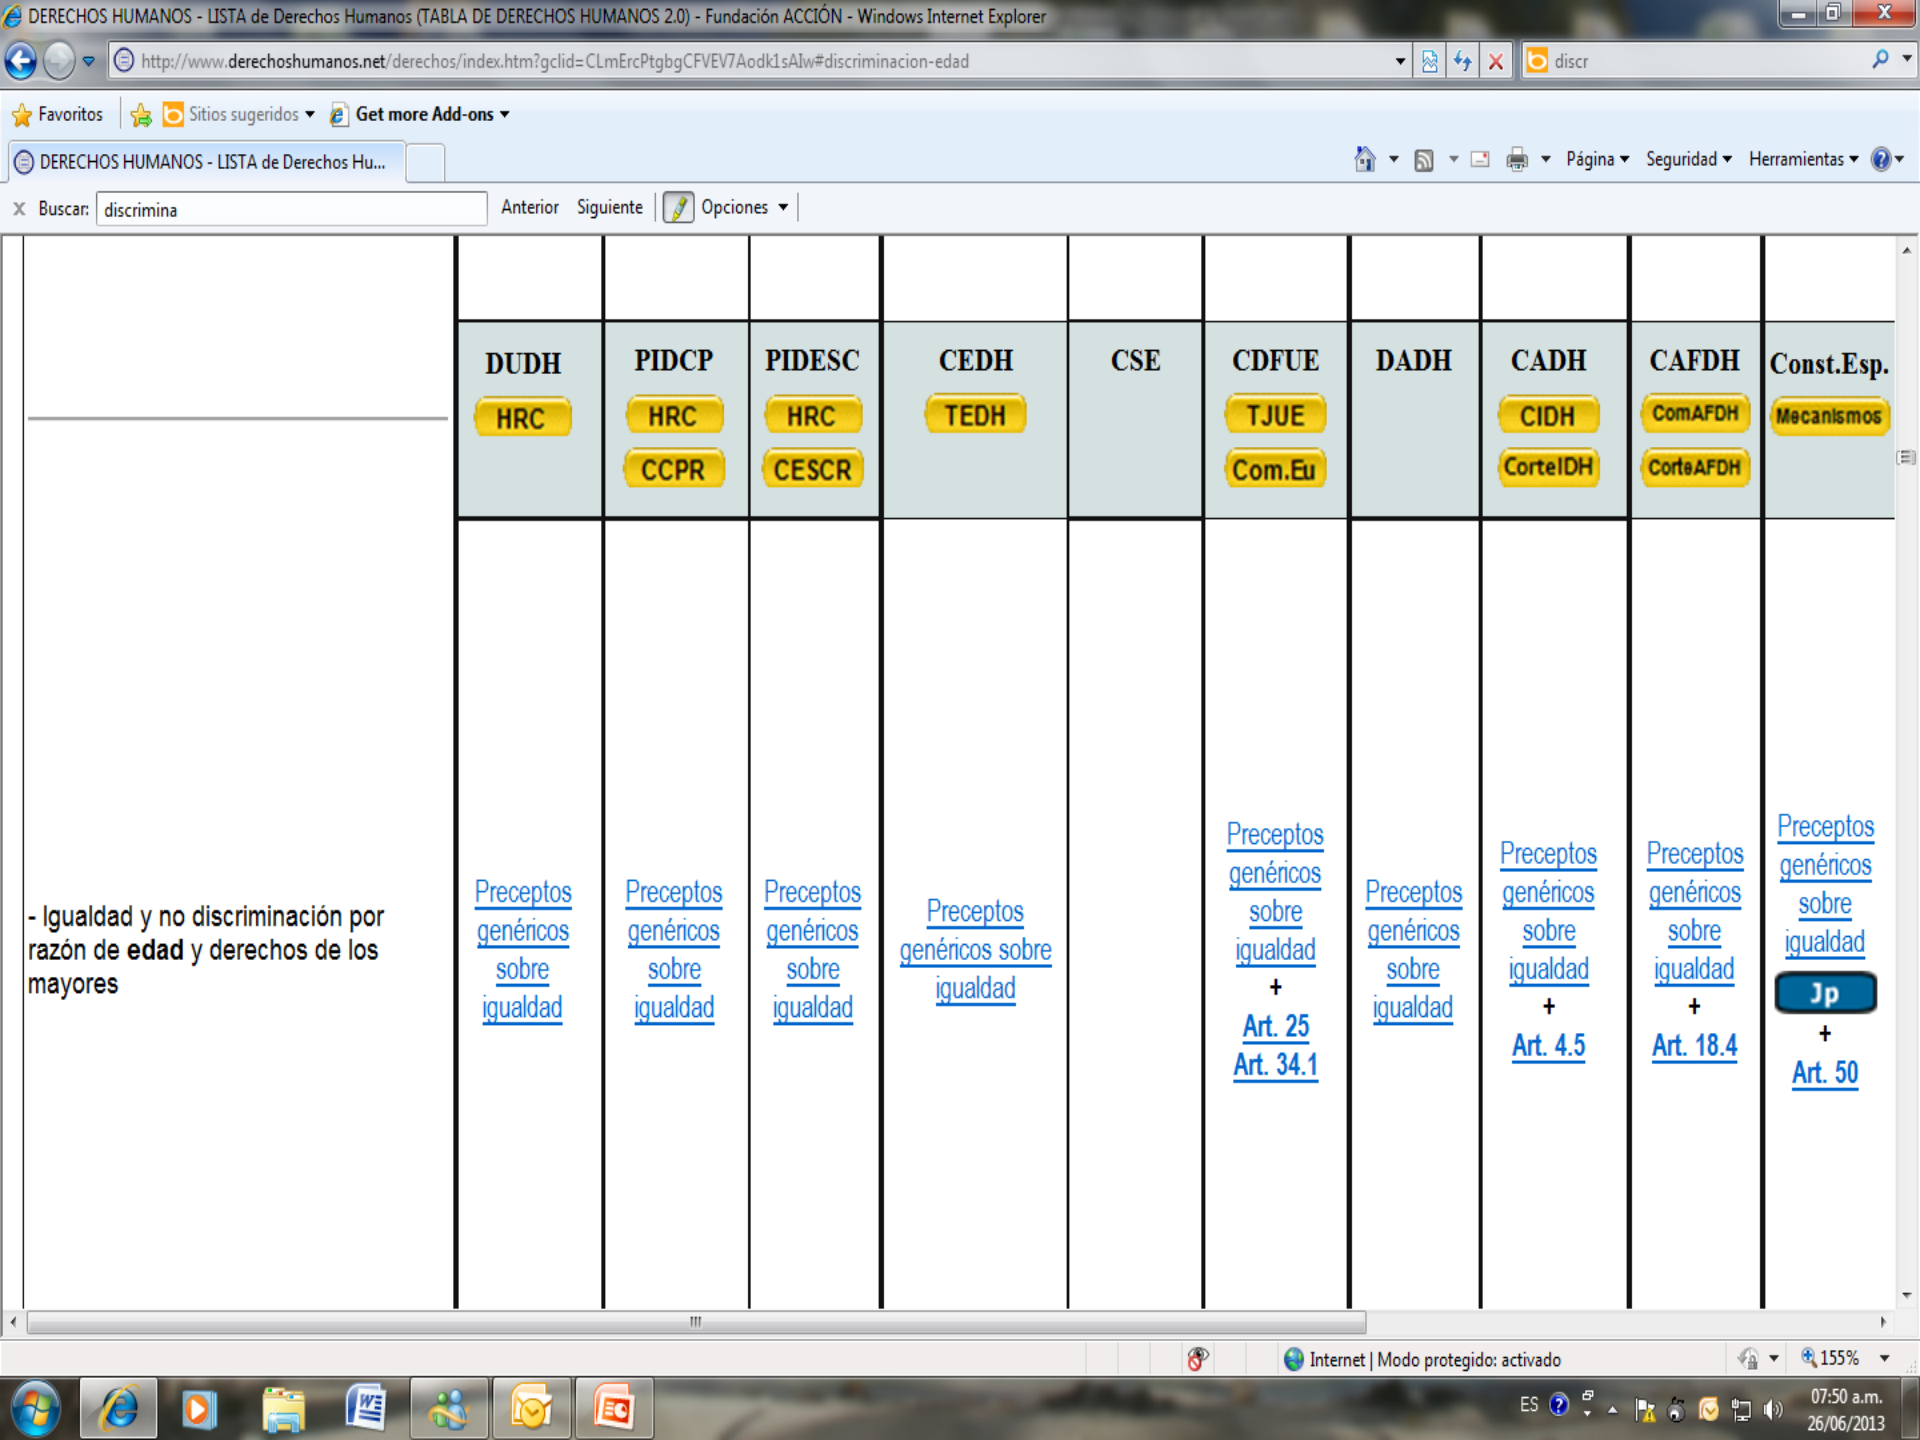 DERECHOS HUMANOS - LISTA de Derechos Humanos (TABLA DE DERECHOS HUMANOS 2.0) - Fundación ACCIÓN - Windows Internet Explorer
http://www.derechoshumanos.net/derechos/index.htm?gclid=CLmErcPtgbgCFVEV7Aodk1sAIw#discriminacion-edad
discr
Favoritos
Sitios sugeridos
Get more Add-ons
DERECHOS HUMANOS - LISTA de Derechos Hu...
Página
Seguridad
Herramientas
x Buscar: discrimina
Anterior
Siguiente
Opciones
DUDH
HRC
PIDCP
HRC
CCPR
PIDESC
HRC
CESCR
CEDH
TEDH
CSE
CDFUE
TJUE
Com.Eu
DADH
CADH
CIDH
CorteIDH
CAFDH
ComAFDH
CorteAFDH
Const.Esp.
Mecanismos
- Igualdad y no discriminación por
razón de edad y derechos de los
mayores
Preceptos
genéricos
sobre
igualdad
Preceptos
genéricos
sobre
igualdad
Preceptos
genéricos
sobre
igualdad
Preceptos
genéricos sobre
igualdad
Preceptos
genéricos
sobre
igualdad
+
Art. 25
Art. 34.1
Preceptos
genéricos
sobre
igualdad
Preceptos
genéricos
sobre
igualdad
+
Art. 4.5
Preceptos
genéricos
sobre
igualdad
+
Art. 18.4
Preceptos
genéricos
sobre
igualdad
Jp
+
Art. 50
Internet | Modo protegido: activado
155%
ES
07:50 a.m.
26/06/2013